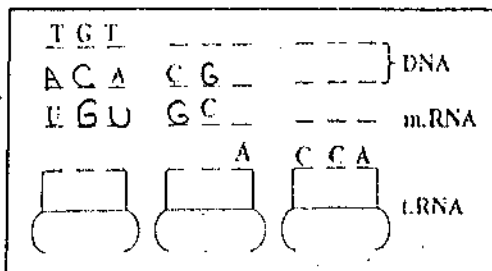 T G T _ _ _ _ _ _
A C A C G _ _ _ _ DNA
U G U G C _ _ _ _ m.RNA
A C C A
t.RNA